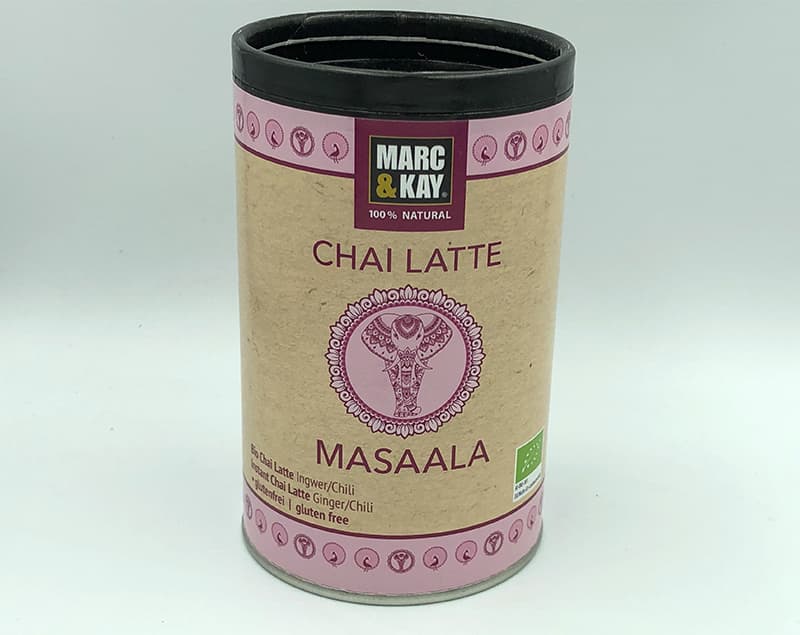 MARC
& KAY®
100% NATURAL
CHAI LATTE
MASAALA
Bio Chai Latte Ingwer/Chili
Instant Chai Latte Ginger/Chili
*glutenfrei | gluten free